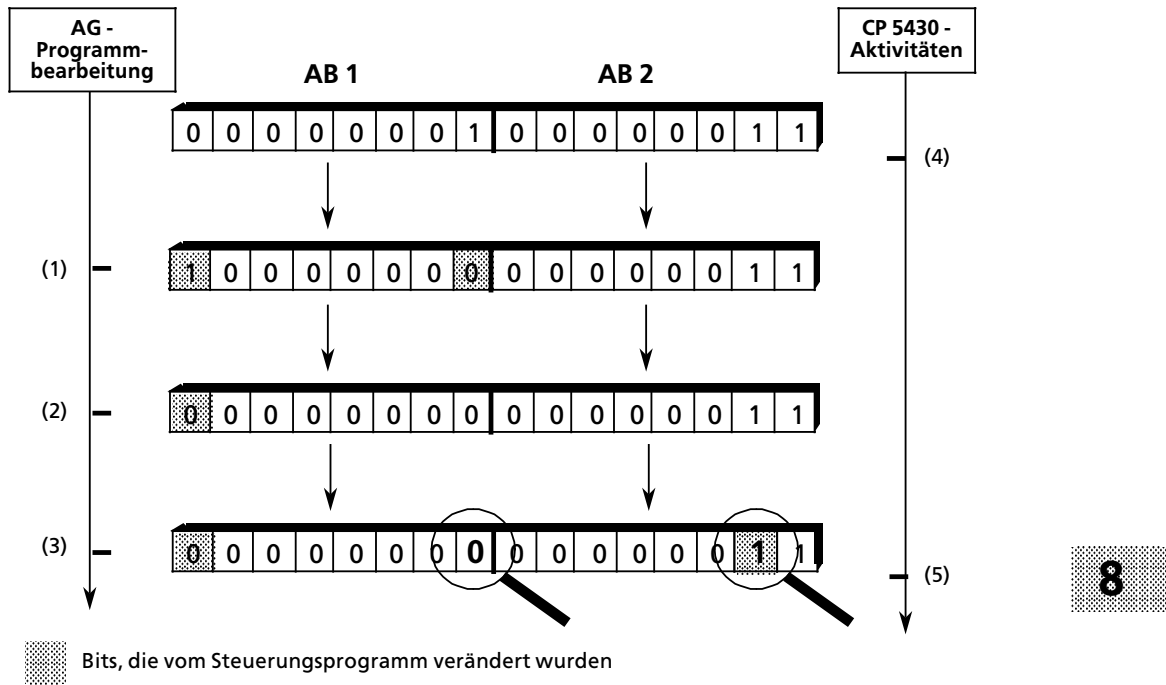 AG -
Programm-
bearbeitung
CP 5430 -
Aktivitäten
AB 1 AB 2
0 0 0 0 0 0 0 1 0 0 0 0 0 0 1 1
(4)
(1) 1 0 0 0 0 0 0 0 0 0 0 0 0 0 1 1
(2) 0 0 0 0 0 0 0 0 0 0 0 0 0 0 1 1
(3) 0 0 0 0 0 0 0 0 0 0 0 0 0 0 1 1
(5)
8
Bits, die vom Steuerungsprogramm verändert wurden